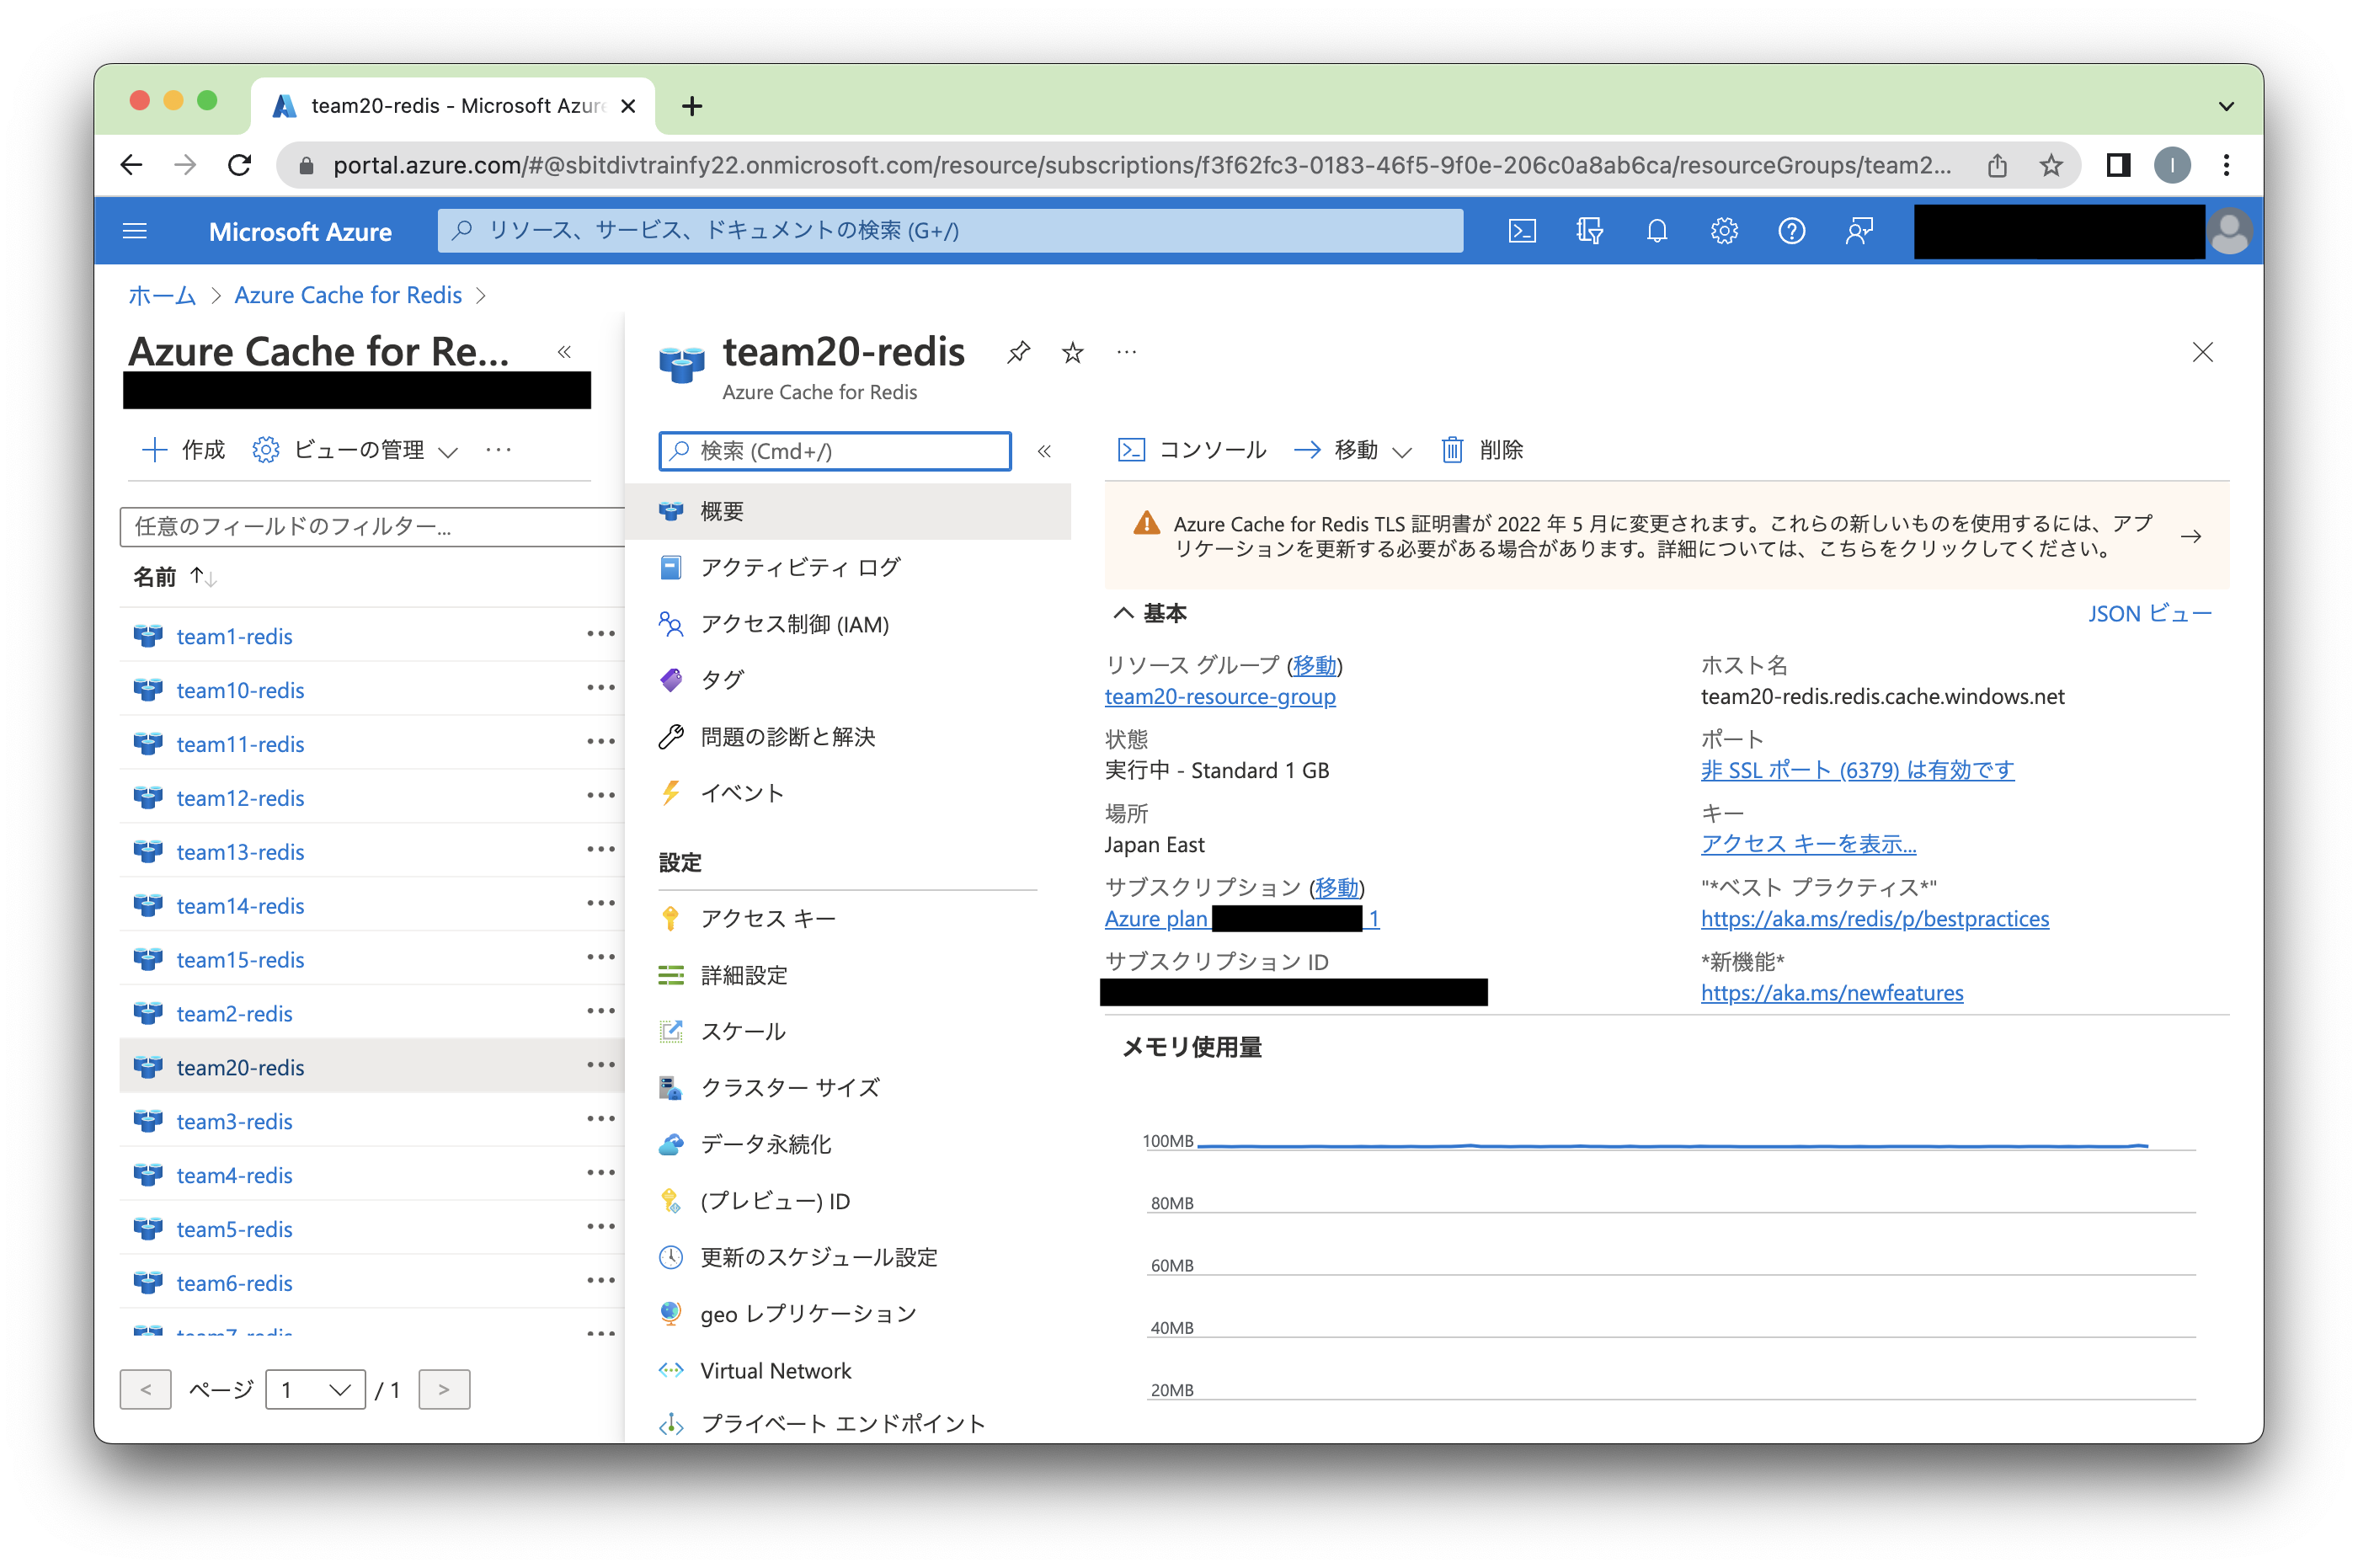 team20-redis - Microsoft Azure
portal.azure.com/#@sbitdivtrainfy22.onmicrosoft.com/resource/subscriptions/f3f62fc3-0183-46f5-9f0e-206c0a8ab6ca/resourceGroups/team2...
I
Microsoft Azure
リソース、サービス、ドキュメントの検索 (G+/)
ホーム > Azure Cache for Redis >
Azure Cache for Re... «
+ 作成 ビューの管理 ...
任意のフィールドのフィルター...
名前 ↑↓
team1-redis ...
team10-redis ...
team11-redis ...
team12-redis ...
team13-redis ...
team14-redis ...
team15-redis ...
team2-redis ...
team20-redis ...
team3-redis ...
team4-redis ...
team5-redis ...
team6-redis ...
team7-redis ...
< ページ 1 / 1 >
team20-redis ...
Azure Cache for Redis
検索 (Cmd+/) «
概要
アクティビティ ログ
アクセス制御 (IAM)
タグ
問題の診断と解決
イベント
設定
アクセス キー
詳細設定
スケール
クラスター サイズ
データ永続化
(プレビュー) ID
更新のスケジュール設定
geo レプリケーション
Virtual Network
プライベート エンドポイント
コンソール → 移動 削除
Azure Cache for Redis TLS 証明書が 2022 年 5 月に変更されます。これらの新しいものを使用するには、アプ
リケーションを更新する必要がある場合があります。詳細については、こちらをクリックしてください。
基本
JSON ビュー
リソース グループ (移動)
team20-resource-group
状態
実行中 - Standard 1 GB
場所
Japan East
サブスクリプション (移動)
Azure plan 1
サブスクリプション ID
ホスト名
team20-redis.redis.cache.windows.net
ポート
非 SSL ポート (6379) は有効です
キー
アクセス キーを表示...
"*ベスト プラクティス*"
https://aka.ms/redis/p/bestpractices
*新機能*
https://aka.ms/newfeatures
メモリ使用量
100MB
80MB
60MB
40MB
20MB